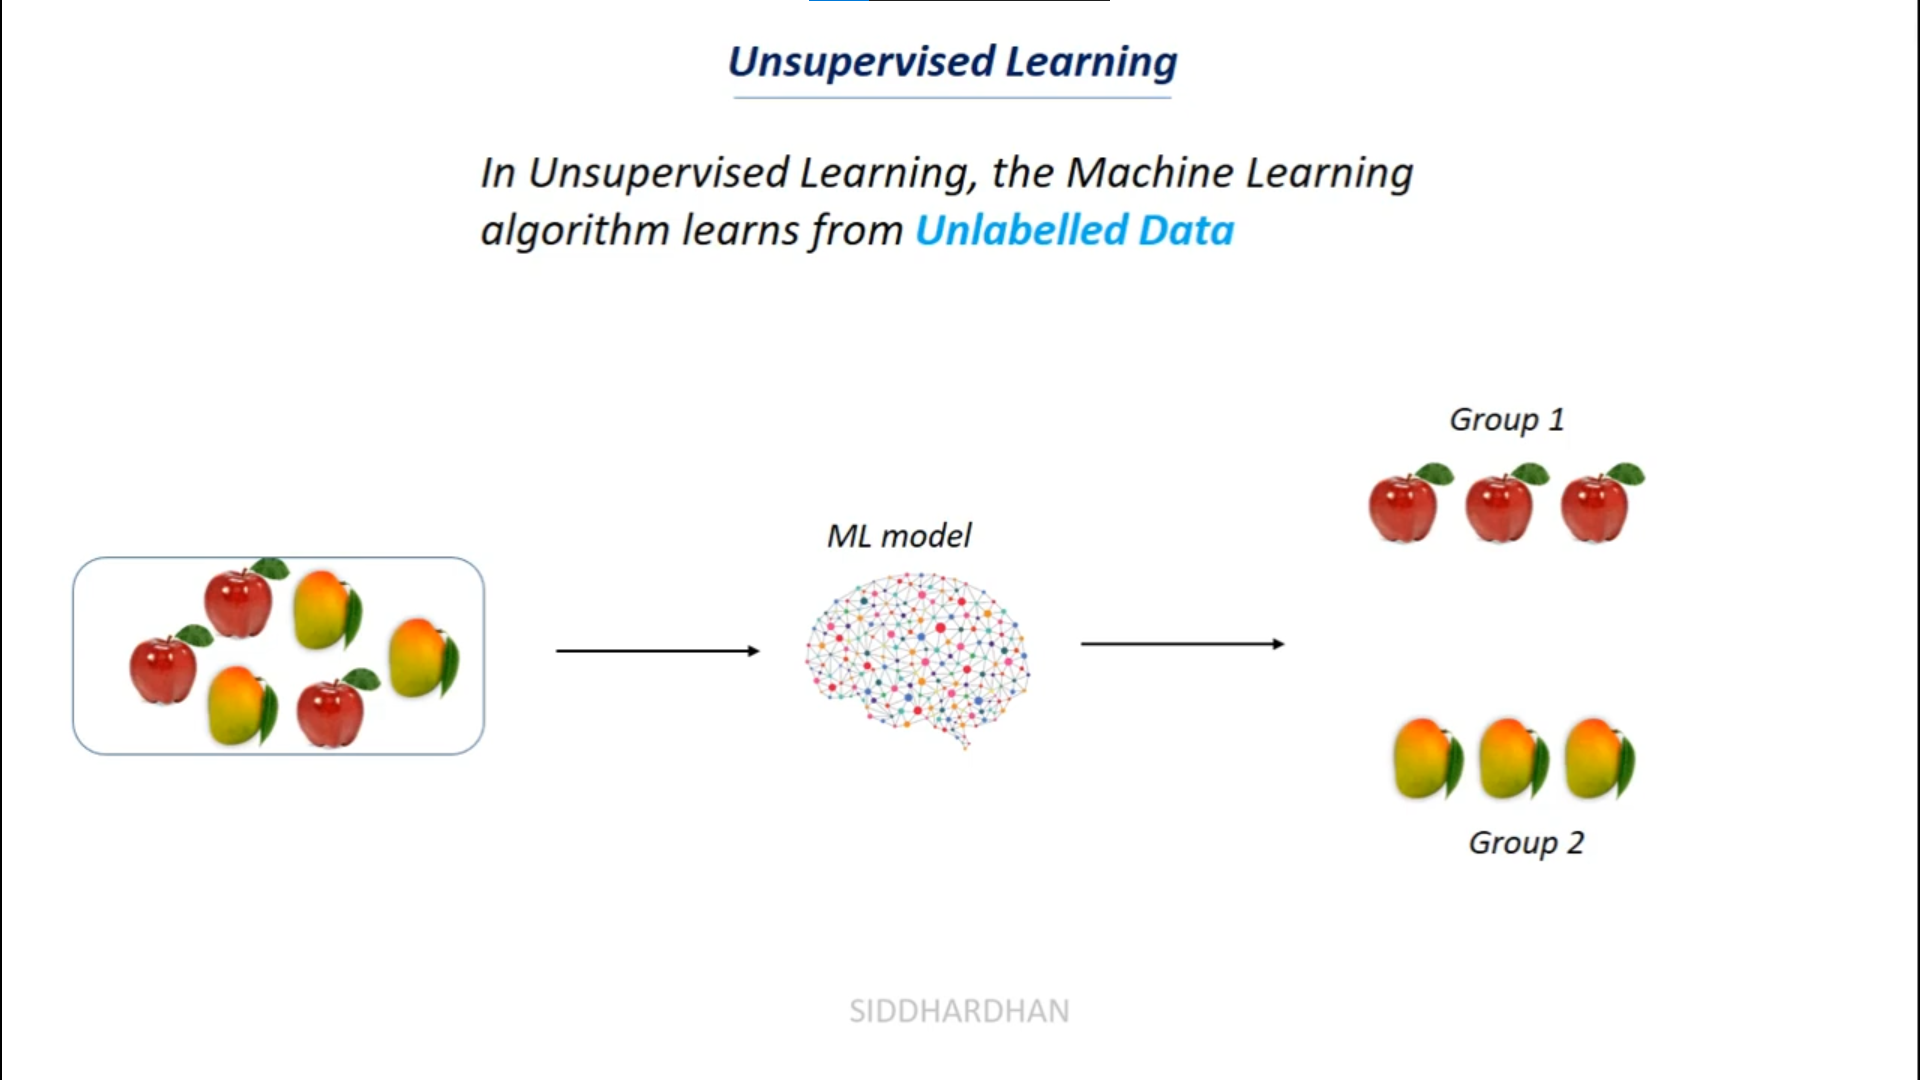 Unsupervised Learning
In Unsupervised Learning, the Machine Learning
algorithm learns from Unlabelled Data
Group 1
ML model
Group 2
SIDDHARDHAN